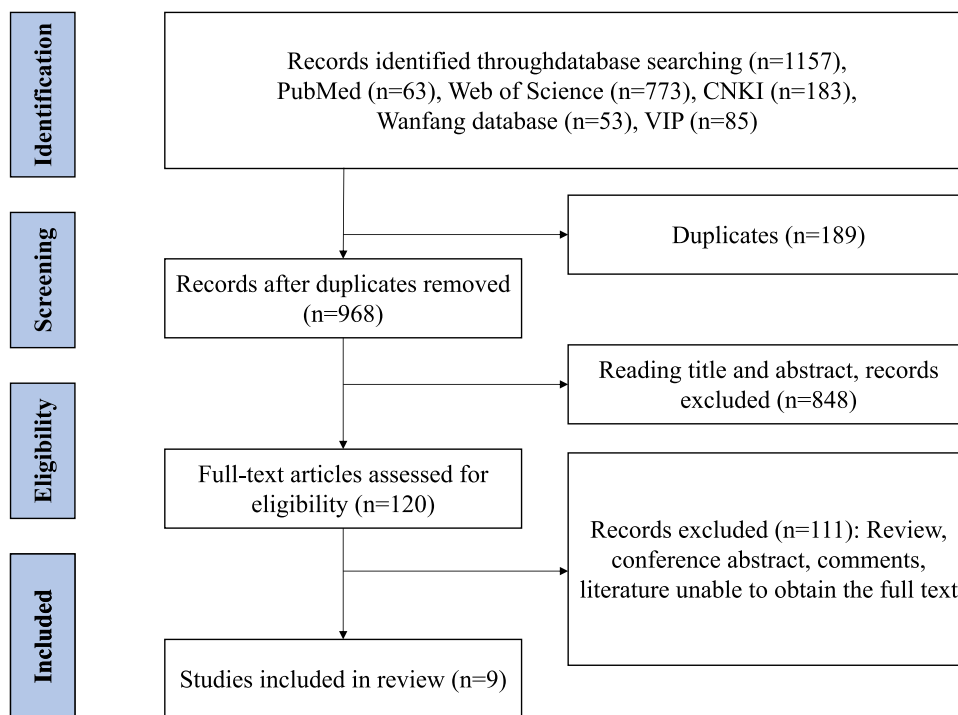 Identification
Records identified throughdatabase searching (n=1157),
PubMed (n=63), Web of Science (n=773), CNKI (n=183),
Wanfang database (n=53), VIP (n=85)
Screening
Duplicates (n=189)
Records after duplicates removed
(n=968)
Reading title and abstract, records
excluded (n=848)
Eligibility
Full-text articles assessed for
eligibility (n=120)
Records excluded (n=111): Review,
conference abstract, comments,
literature unable to obtain the full text
Included
Studies included in review (n=9)